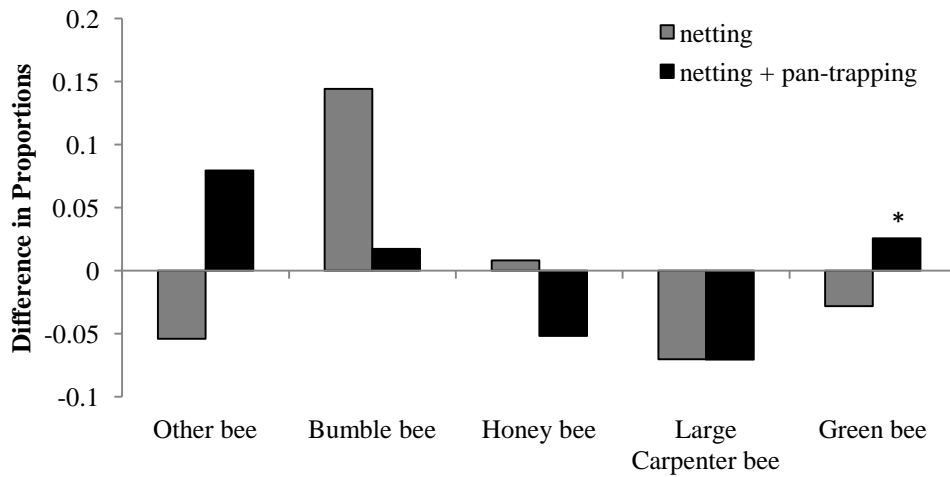 0.2
0.15
0.1
0.05
0
-0.05
-0.1
Difference in Proportions
netting
netting + pan-trapping
*
Other bee
Bumble bee
Honey bee
Large
Carpenter bee
Green bee